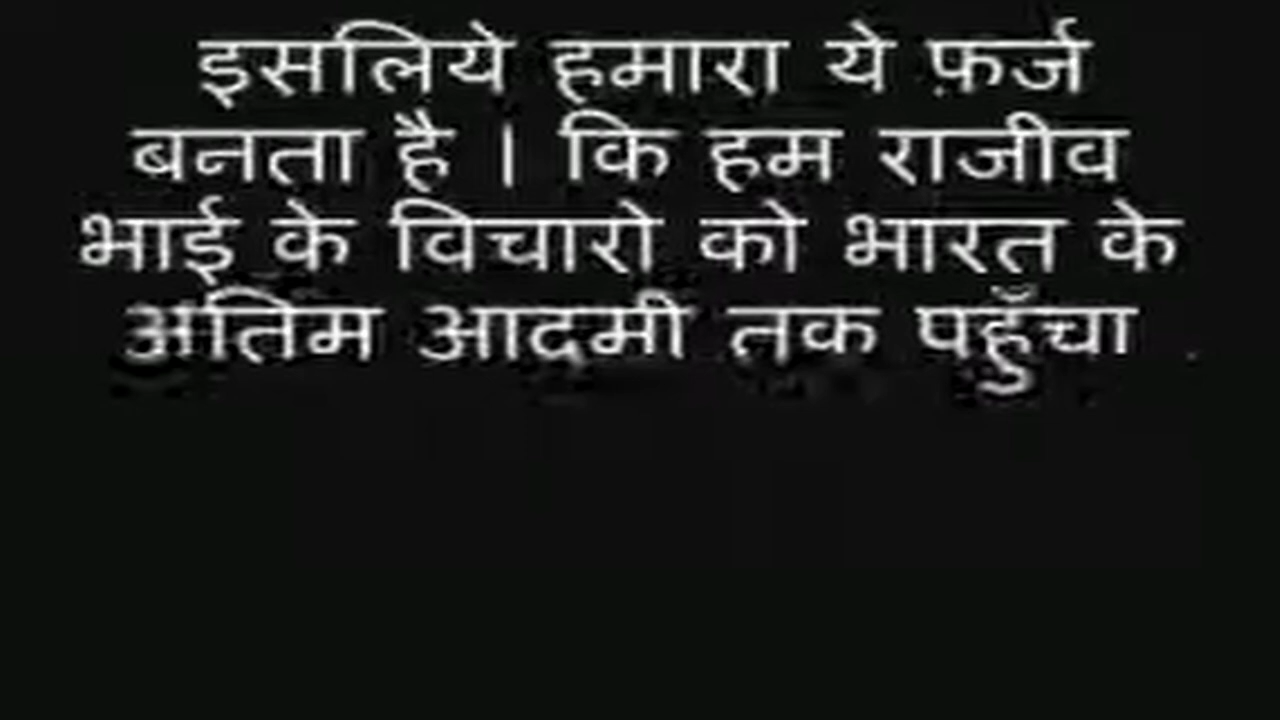 इसलिये हमारा ये फ़र्ज
बनता है । कि हम राजीव
भाई के विचारो को भारत के
अंतिम आदमी तक पहुँचा